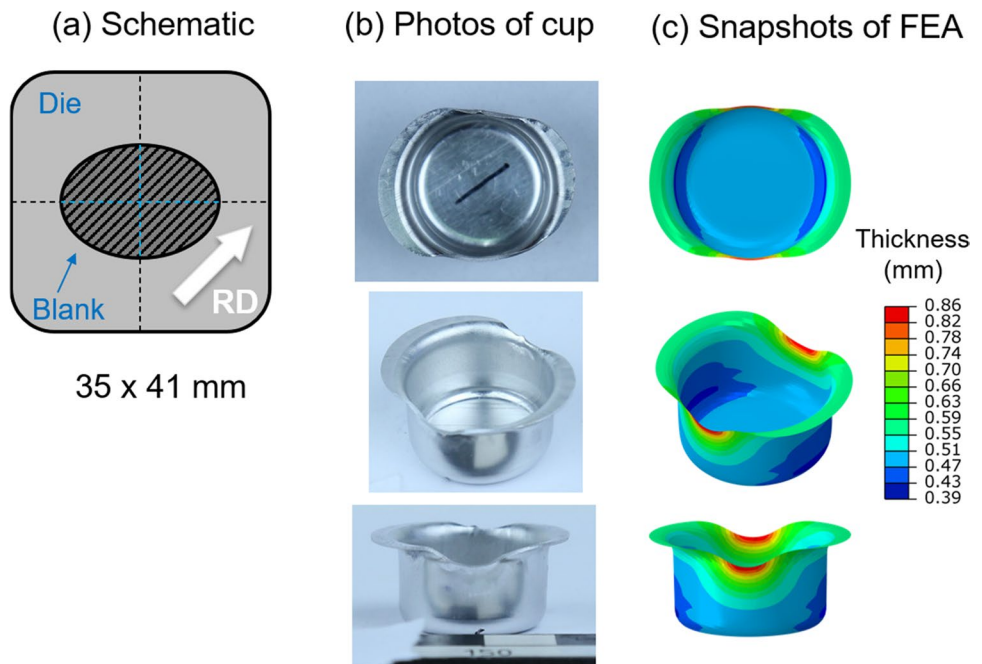 (a) Schematic
(b) Photos of cup
(c) Snapshots of FEA
Die
Blank
RD
35 x 41 mm
150
Thickness
(mm)
0.86
0.82
0.78
0.74
0.70
0.66
0.63
0.59
0.55
0.51
0.47
0.43
0.39